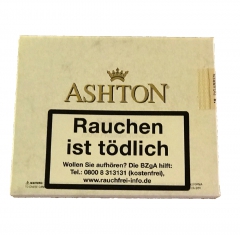 ASHTON
Rauchen
ist tödlich
Wollen Sie aufhören? Die BZgA hilft:
Tel.: 0800 8 313131 (kostenfrei),
www.rauchfrei-info.de